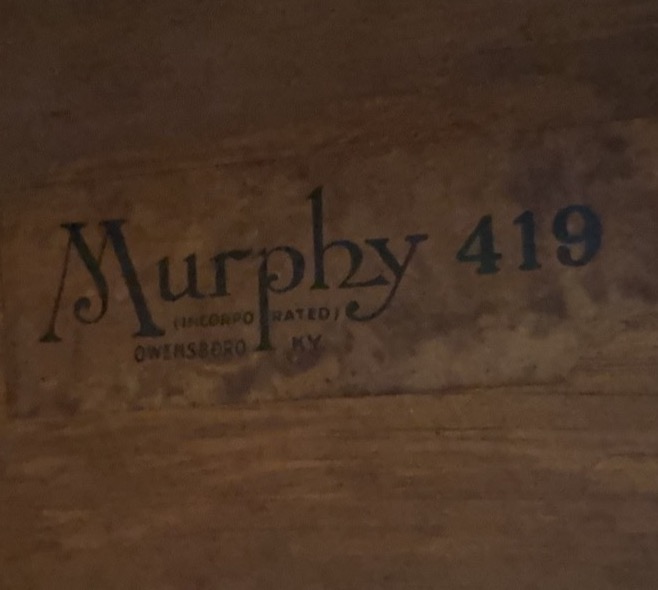 Murphy 419
(INCORPORATED)
OWENSBORO KY